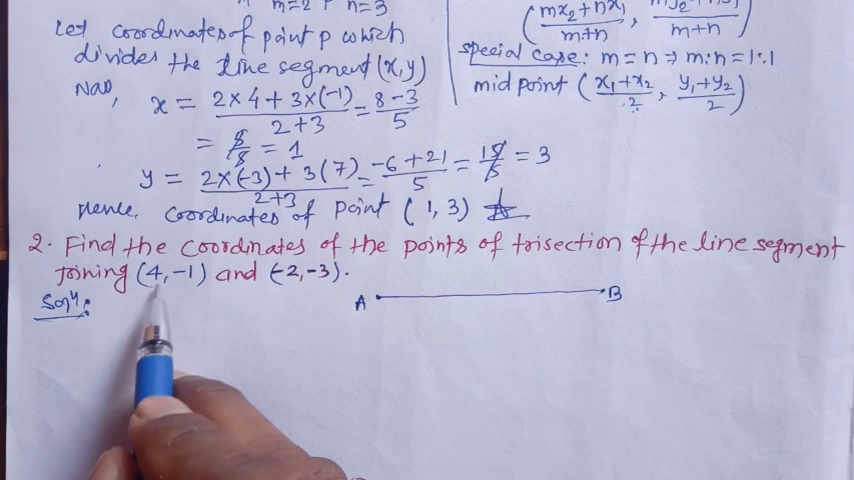 m=2, n=3
Let coordinates of point P which
divides the line segment (x,y)
Now,
x = 2×4 + 3×(-1) / 2+3 = 8-3 / 5
= 5/5 = 1
y = 2×(-3) + 3(7) / 2+3 = -6+21 / 5 = 15/5 = 3
Hence, coordinates of point (1,3)
(mx₂+nx₁ / m+n, / m+n)
special case: m=n ⇒ m:n = 1:1
mid point (x₁+x₂ / 2, y₁+y₂ / 2)
2. Find the coordinates of the points of trisection of the line segment
joining (4,-1) and (-2,-3).
Solⁿ:
A B